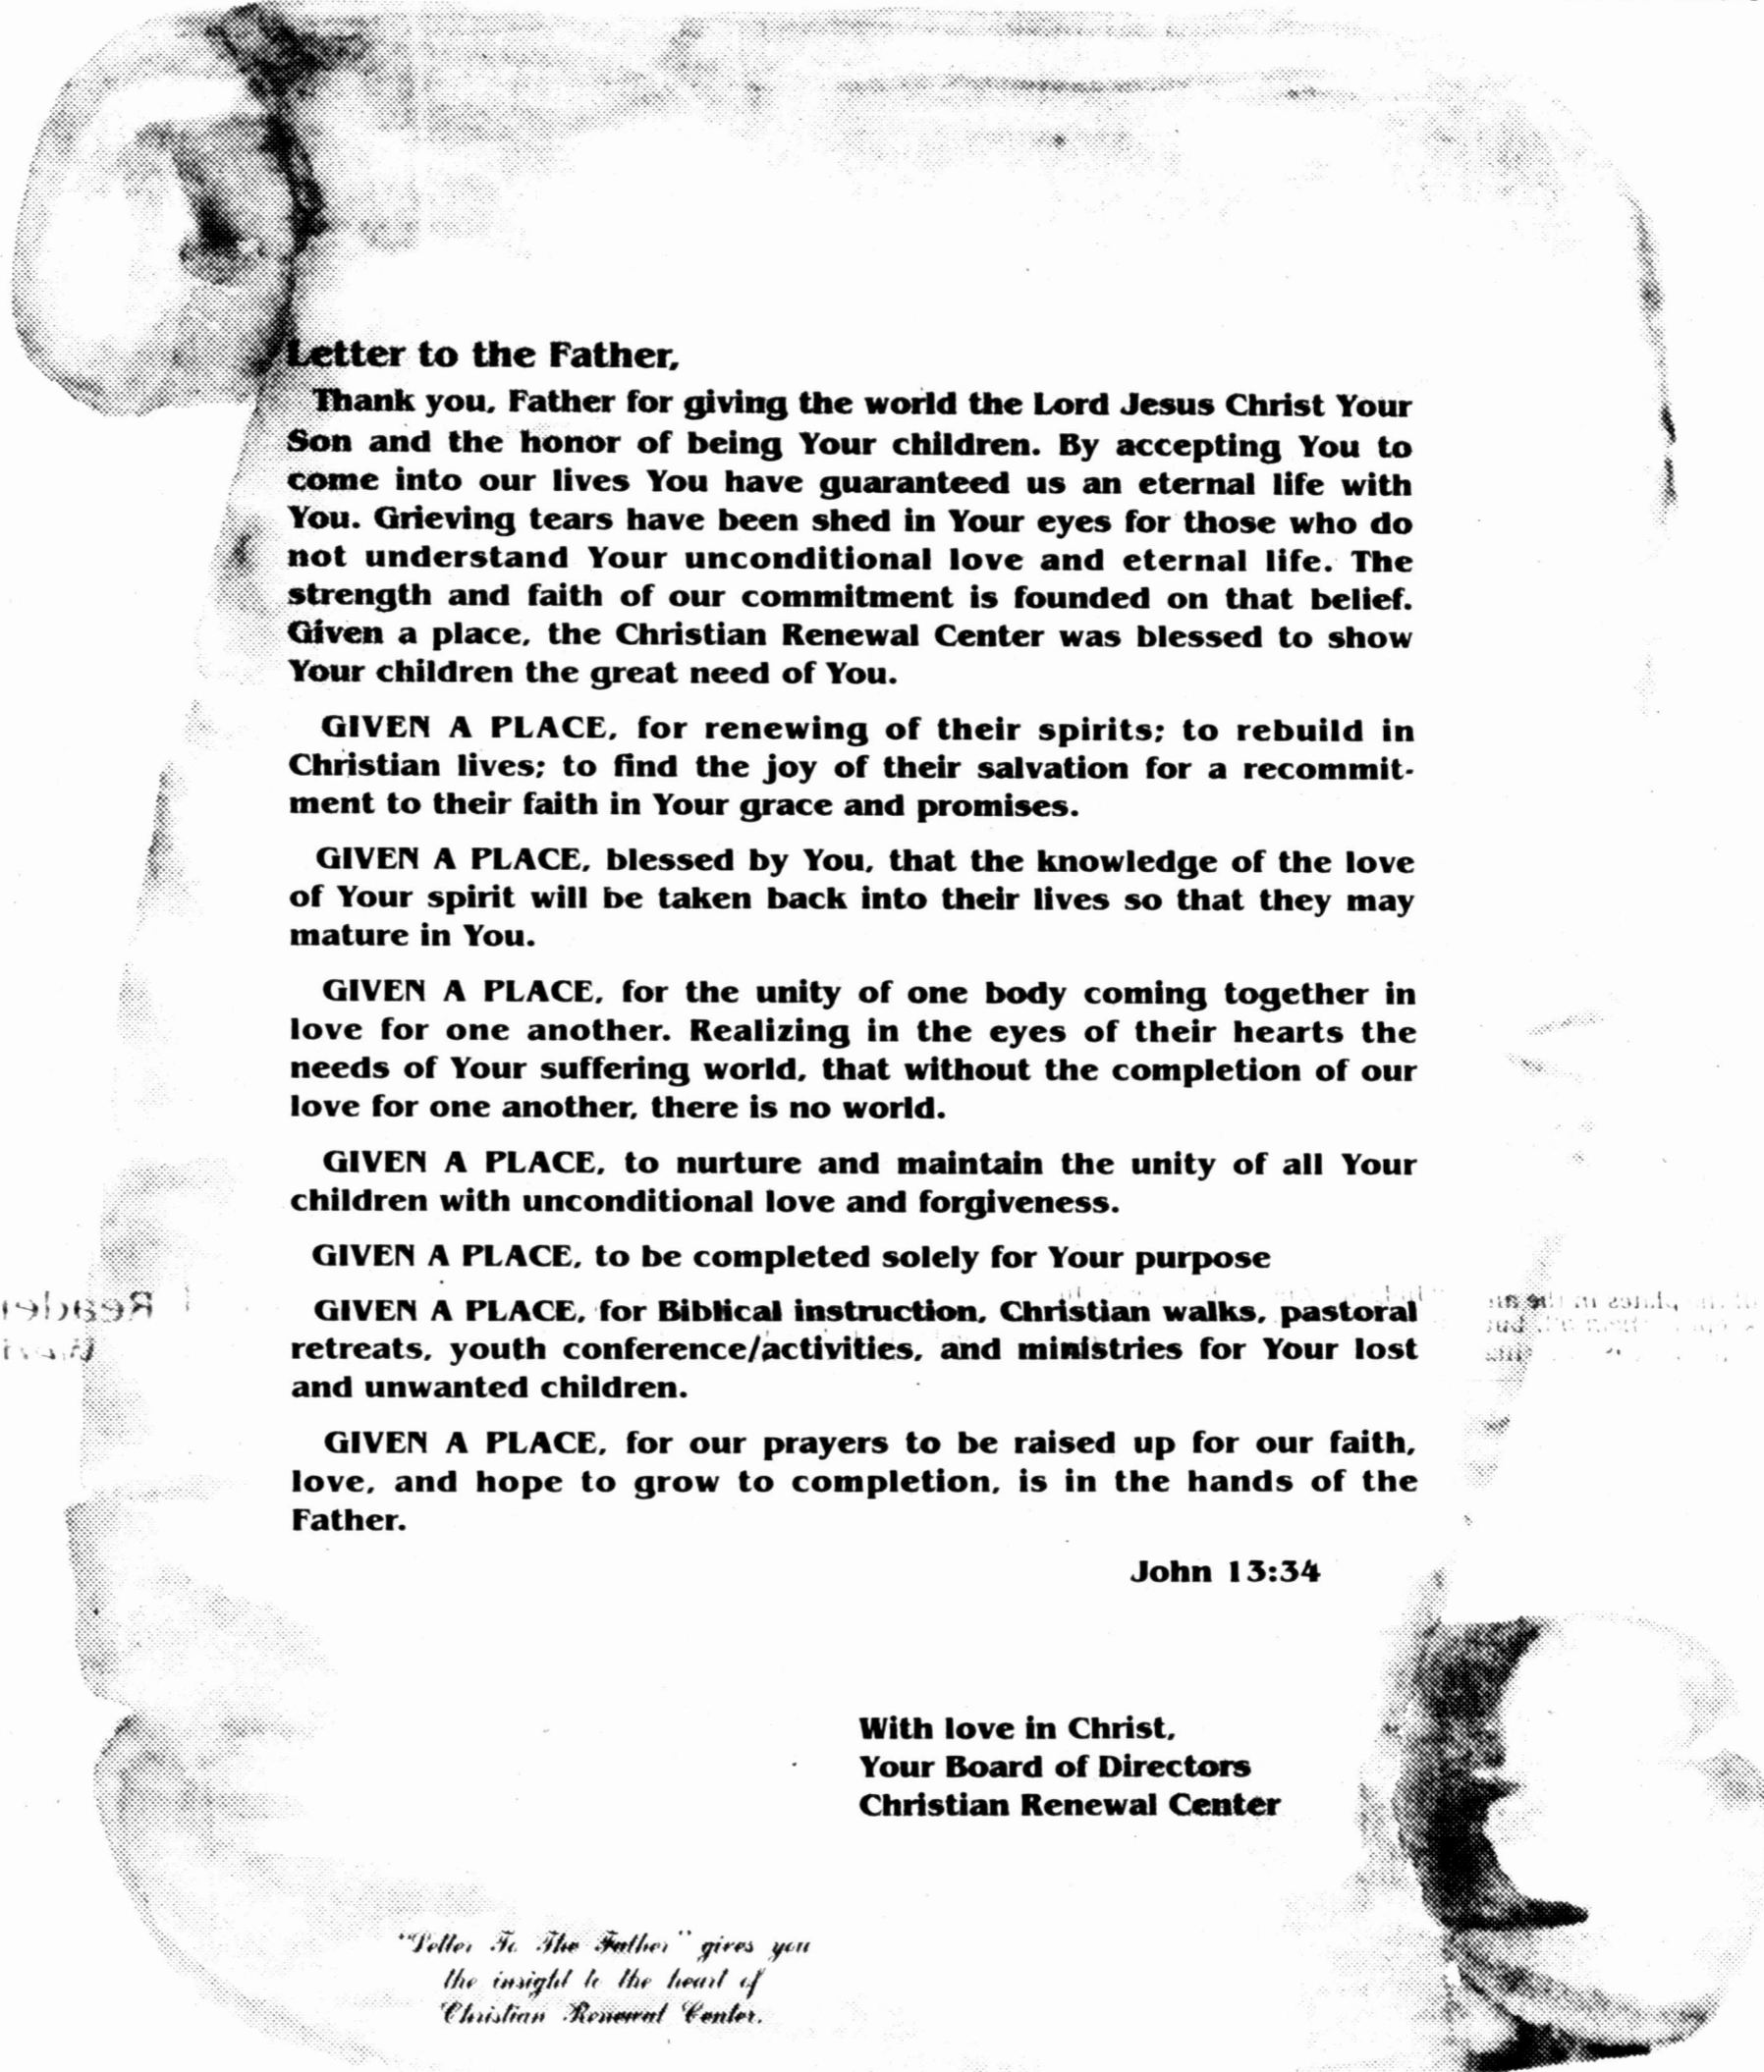 Letter to the Father,
Thank you, Father for giving the world the Lord Jesus Christ Your
Son and the honor of being Your children. By accepting You to
come into our lives You have guaranteed us an eternal life with
You. Grieving tears have been shed in Your eyes for those who do
not understand Your unconditional love and eternal life. The
strength and faith of our commitment is founded on that belief.
Given a place, the Christian Renewal Center was blessed to show
Your children the great need of You.
GIVEN A PLACE, for renewing of their spirits; to rebuild in
Christian lives; to find the joy of their salvation for a recommit-
ment to their faith in Your grace and promises.
GIVEN A PLACE, blessed by You, that the knowledge of the love
of Your spirit will be taken back into their lives so that they may
mature in You.
GIVEN A PLACE, for the unity of one body coming together in
love for one another. Realizing in the eyes of their hearts the
needs of Your suffering world, that without the completion of our
love for one another, there is no world.
GIVEN A PLACE, to nurture and maintain the unity of all Your
children with unconditional love and forgiveness.
GIVEN A PLACE, to be completed solely for Your purpose
GIVEN A PLACE, for Biblical instruction, Christian walks, pastoral
retreats, youth conference/activities, and ministries for Your lost
and unwanted children.
GIVEN A PLACE, for our prayers to be raised up for our faith,
love, and hope to grow to completion, is in the hands of the
Father.
John 13:34
With love in Christ,
Your Board of Directors
Christian Renewal Center
"Letter To The Father" gives you
the insight to the heart of
Christian Renewal Center.